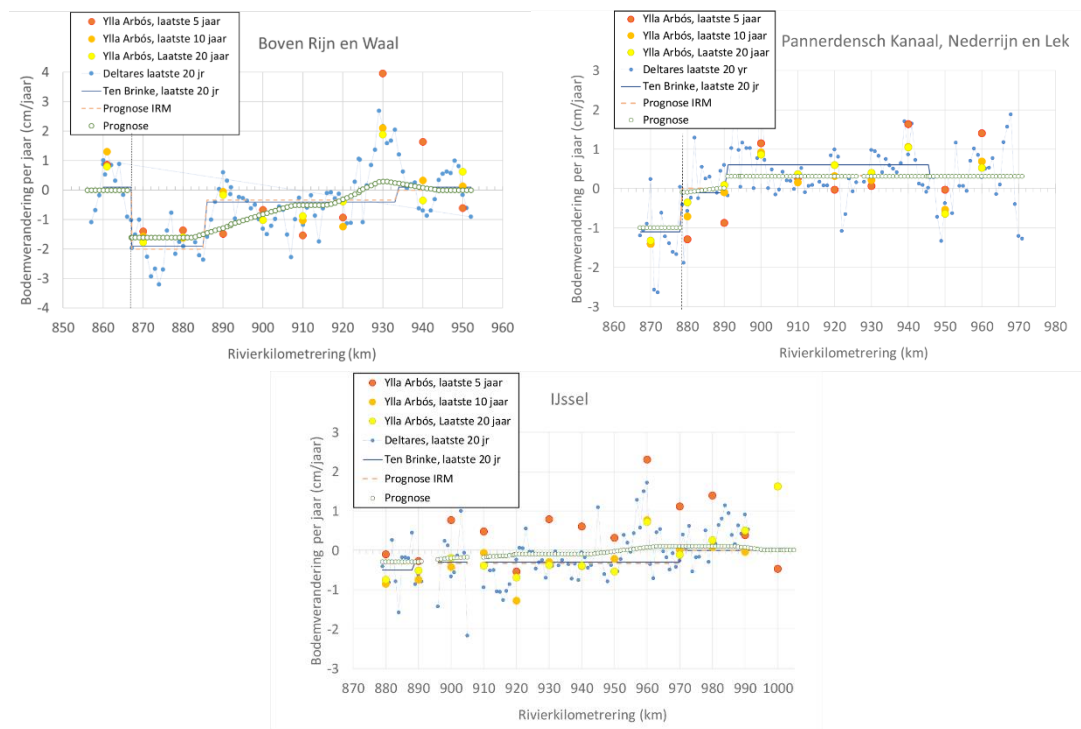 Ylla Arbós, laatste 5 jaar
Ylla Arbós, laatste 10 jaar
Ylla Arbós, Laatste 20 jaar
Deltares laatste 20 jr
Ten Brinke, laatste 20 jr
Prognose IRM
Prognose
Boven Rijn en Waal
Bodemverandering per jaar (cm/jaar)
4
3
2
1
0
-1
-2
-3
-4
850 860 870 880 890 900 910 920 930 940 950 960
Rivierkilometrering (km)
Ylla Arbós, laatste 5 jaar
Ylla Arbós, laatste 10 jaar
Ylla Arbós, Laatste 20 jaar
Deltares laatste 20 yr
Ten Brinke, laatste 20 jr
Prognose IRM
Prognose
Pannerdensch Kanaal, Nederrijn en Lek
Bodemverandering per jaar (cm/jaar)
3
2
1
0
-1
-2
-3
860 870 880 890 900 910 920 930 940 950 960 970 980
Rivierkilometrering (km)
Ylla Arbós, laatste 5 jaar
Ylla Arbós, laatste 10 jaar
Ylla Arbós, Laatste 20 jaar
Deltares, laatste 20 jr
Ten Brinke, laatste 20 jr
Prognose IRM
Prognose
IJssel
Bodemverandering per jaar (cm/jaar)
3
2
1
0
-1
-2
-3
870 880 890 900 910 920 930 940 950 960 970 980 990 1000
Rivierkilometrering (km)